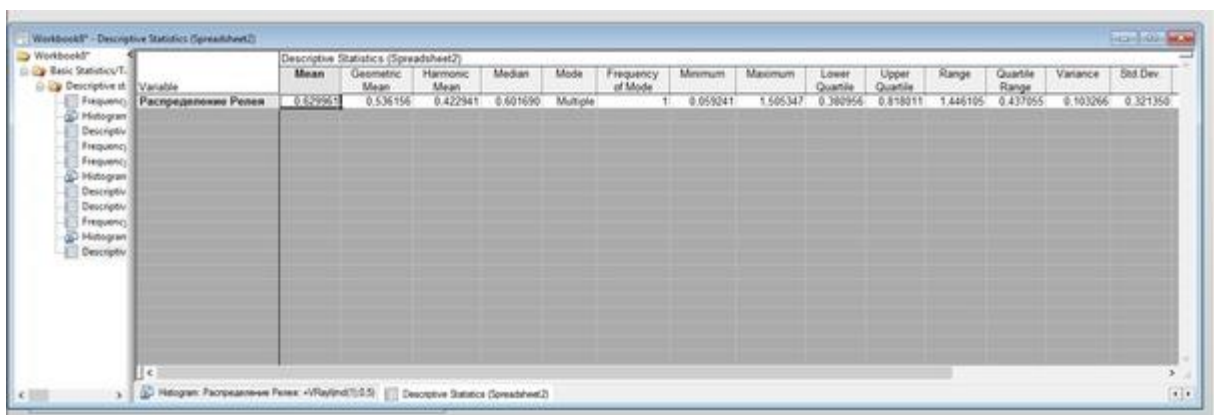 Workbook8* - Descriptive Statistics (Spreadsheet2)
Workbook8*
Basic Statistics/T.
Descriptive st
Frequency
Histogram
Descriptiv
Frequency
Frequency
Histogram
Descriptiv
Descriptiv
Frequency
Histogram
Descriptiv
Descriptive Statistics (Spreadsheet2)
Variable Mean Geometric Mean Harmonic Mean Median Mode Frequency of Mode Minimum Maximum Lower Quartile Upper Quartile Range Quartile Range Variance Std.Dev.
Распределение Релея 0.629961 0.536156 0.422941 0.601690 Multiple 1 0.059241 1.505347 0.380956 0.818011 1.446105 0.437055 0.103266 0.321350
Histogram: Распределение Релея: =VRayl(rnd(1);0.5) Descriptive Statistics (Spreadsheet2)